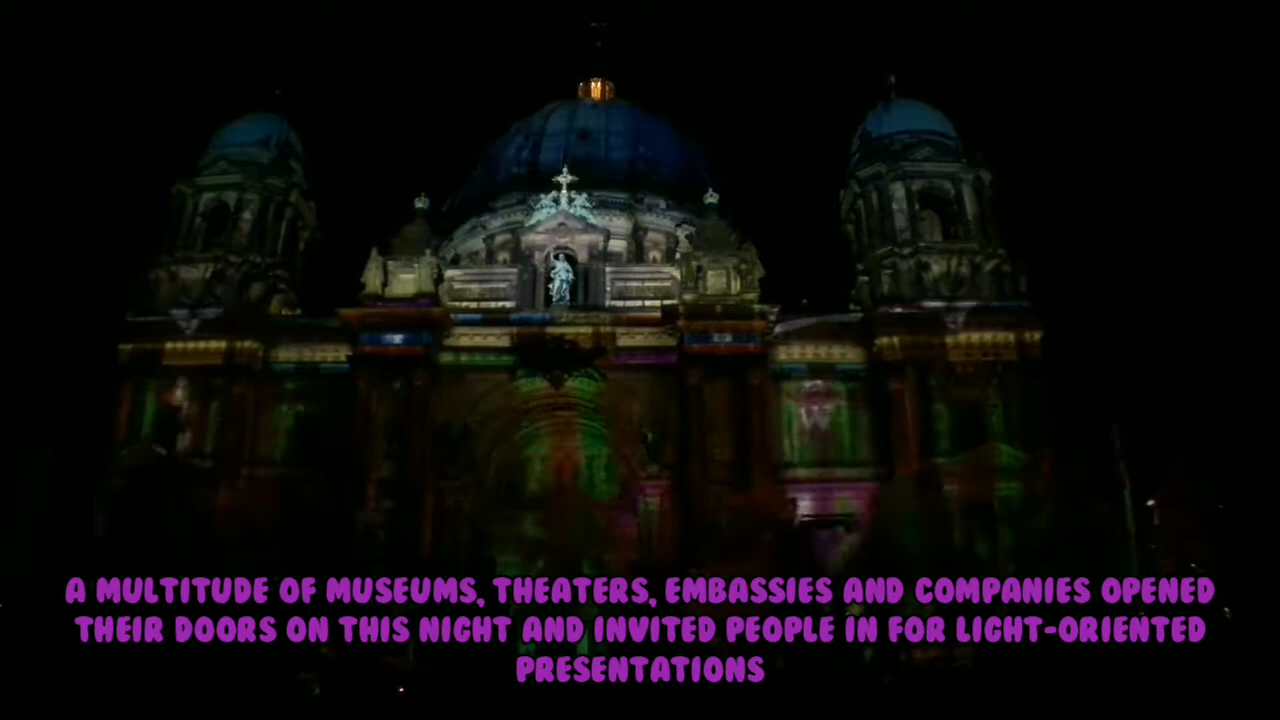 A MULTITUDE OF MUSEUMS, THEATERS, EMBASSIES AND COMPANIES OPENED
THEIR DOORS ON THIS NIGHT AND INVITED PEOPLE IN FOR LIGHT-ORIENTED
PRESENTATIONS